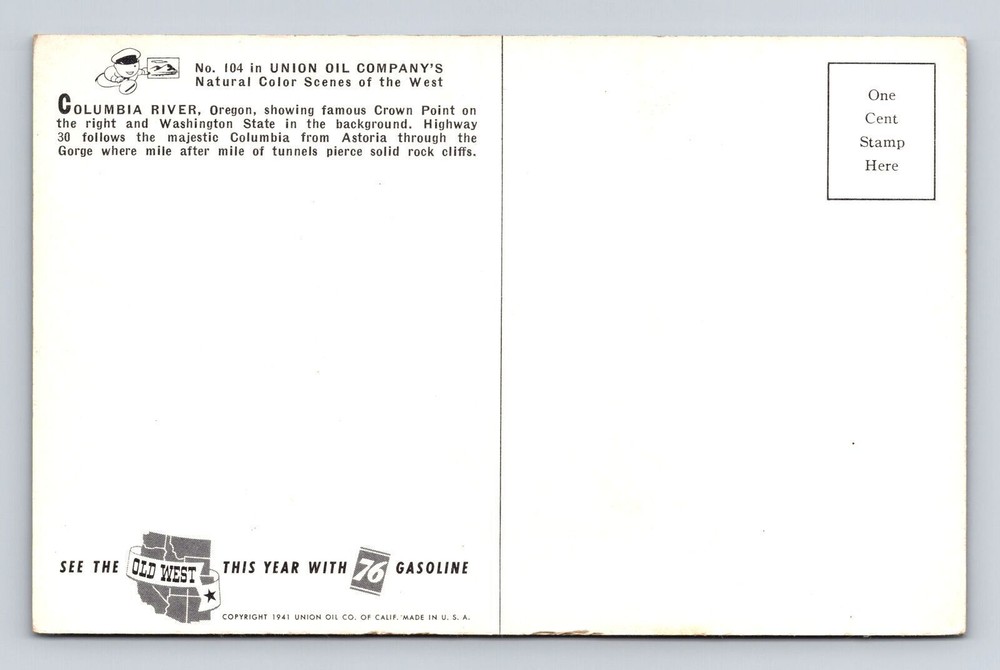 No. 104 in UNION OIL COMPANY'S
Natural Color Scenes of the West
COLUMBIA RIVER, Oregon, showing famous Crown Point on
the right and Washington State in the background. Highway
30 follows the majestic Columbia from Astoria through the
Gorge where mile after mile of tunnels pierce solid rock cliffs.
One
Cent
Stamp
Here
SEE THE OLD WEST THIS YEAR WITH 76 GASOLINE
COPYRIGHT 1941 UNION OIL CO. OF CALIF. MADE IN U. S. A.